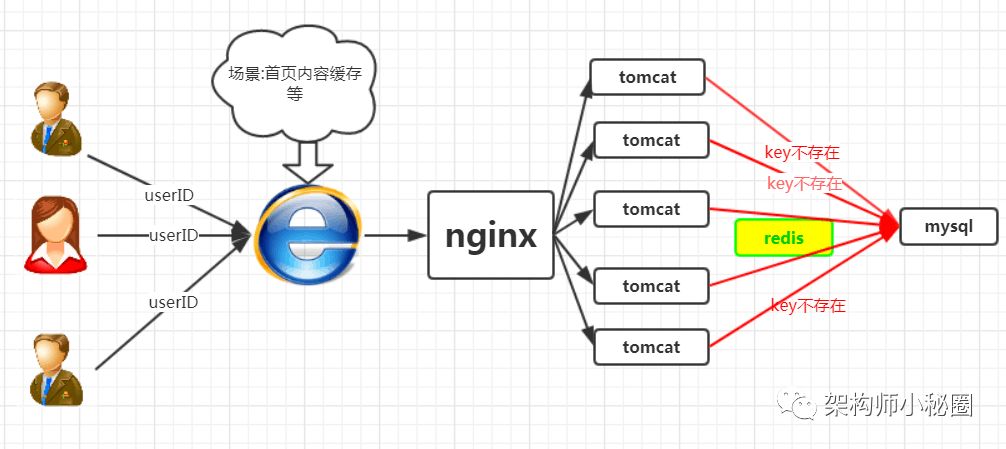 场景:首页内容缓存
等
userID
userID
userID
nginx
tomcat
tomcat
tomcat
tomcat
tomcat
key不存在
key不存在
key不存在
redis
mysql
架构师小秘圈